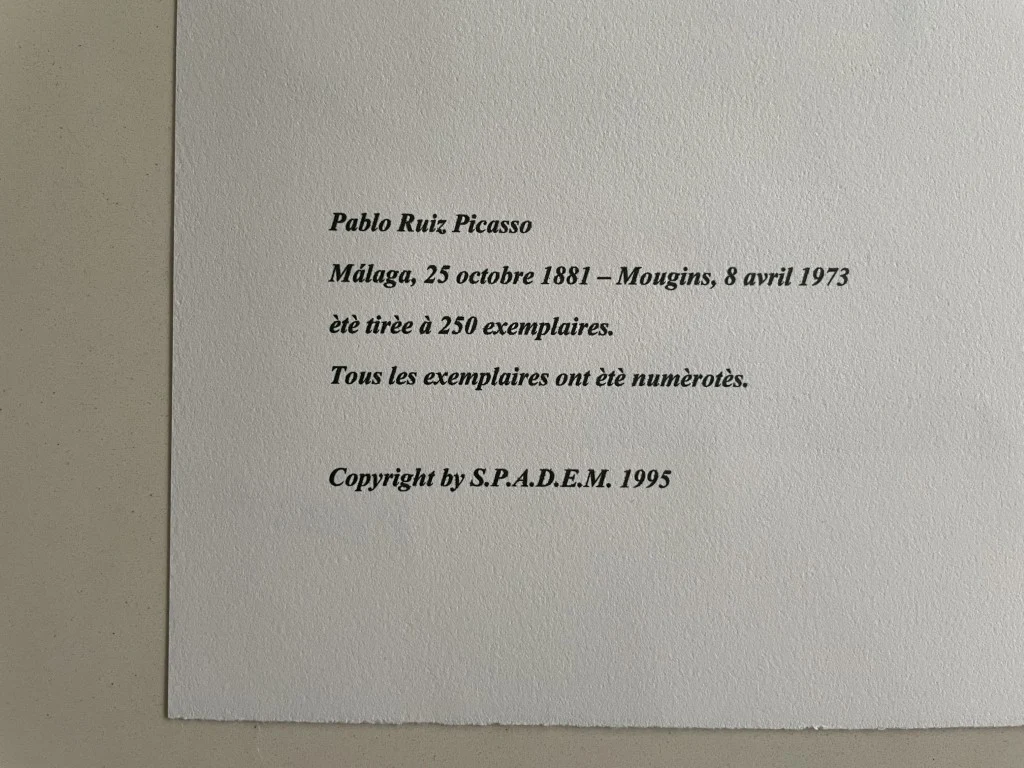 Pablo Ruiz Picasso
Málaga, 25 octobre 1881 – Mougins, 8 avril 1973
ètè tirèe à 250 exemplaires.
Tous les exemplaires ont ètè numèrotès.
Copyright by S.P.A.D.E.M. 1995